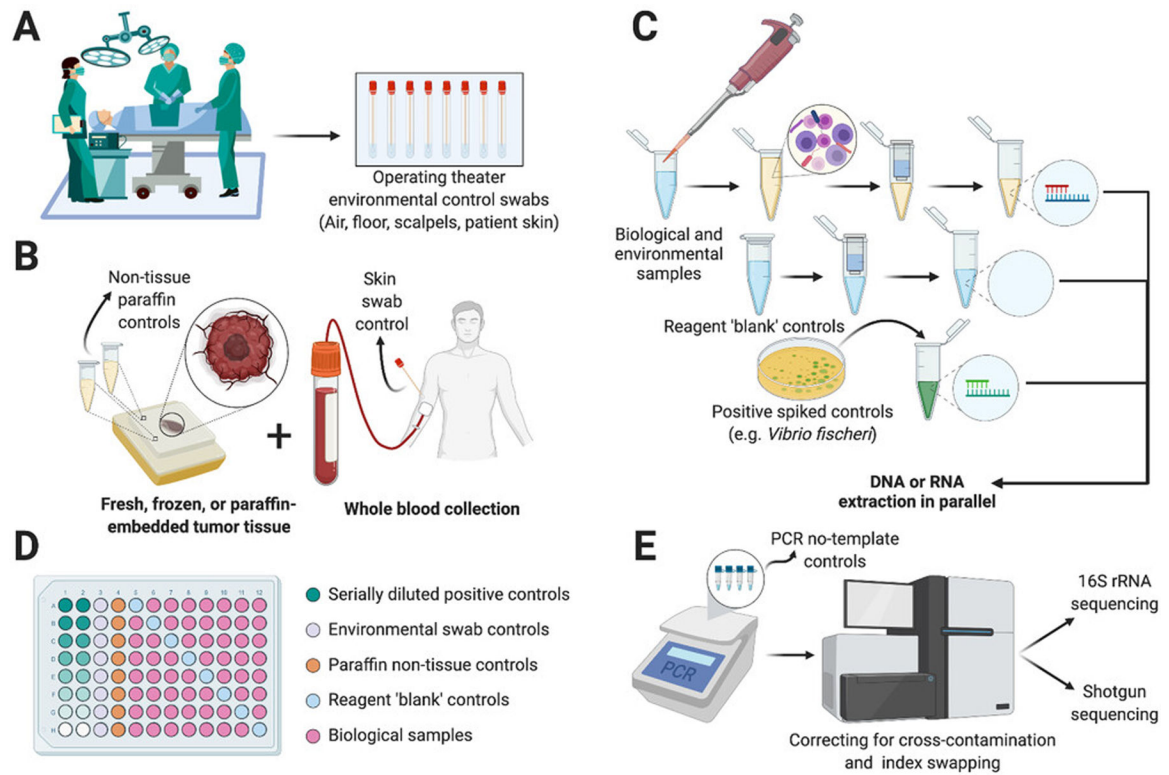 A
Operating theater
environmental control swabs
(Air, floor, scalpels, patient skin)
B
Non-tissue
paraffin
controls
Skin
swab
control
+
Fresh, frozen, or paraffin-
embedded tumor tissue
Whole blood collection
C
Biological and
environmental
samples
Reagent 'blank' controls
Positive spiked controls
(e.g. Vibrio fischeri)
DNA or RNA
extraction in parallel
D
1 2 3 4 5 6 7 8 9 10 11 12
A
B
C
D
E
F
G
H
Serially diluted positive controls
Environmental swab controls
Paraffin non-tissue controls
Reagent 'blank' controls
Biological samples
E
PCR no-template
controls
PCR
16S rRNA
sequencing
Shotgun
sequencing
Correcting for cross-contamination
and index swapping